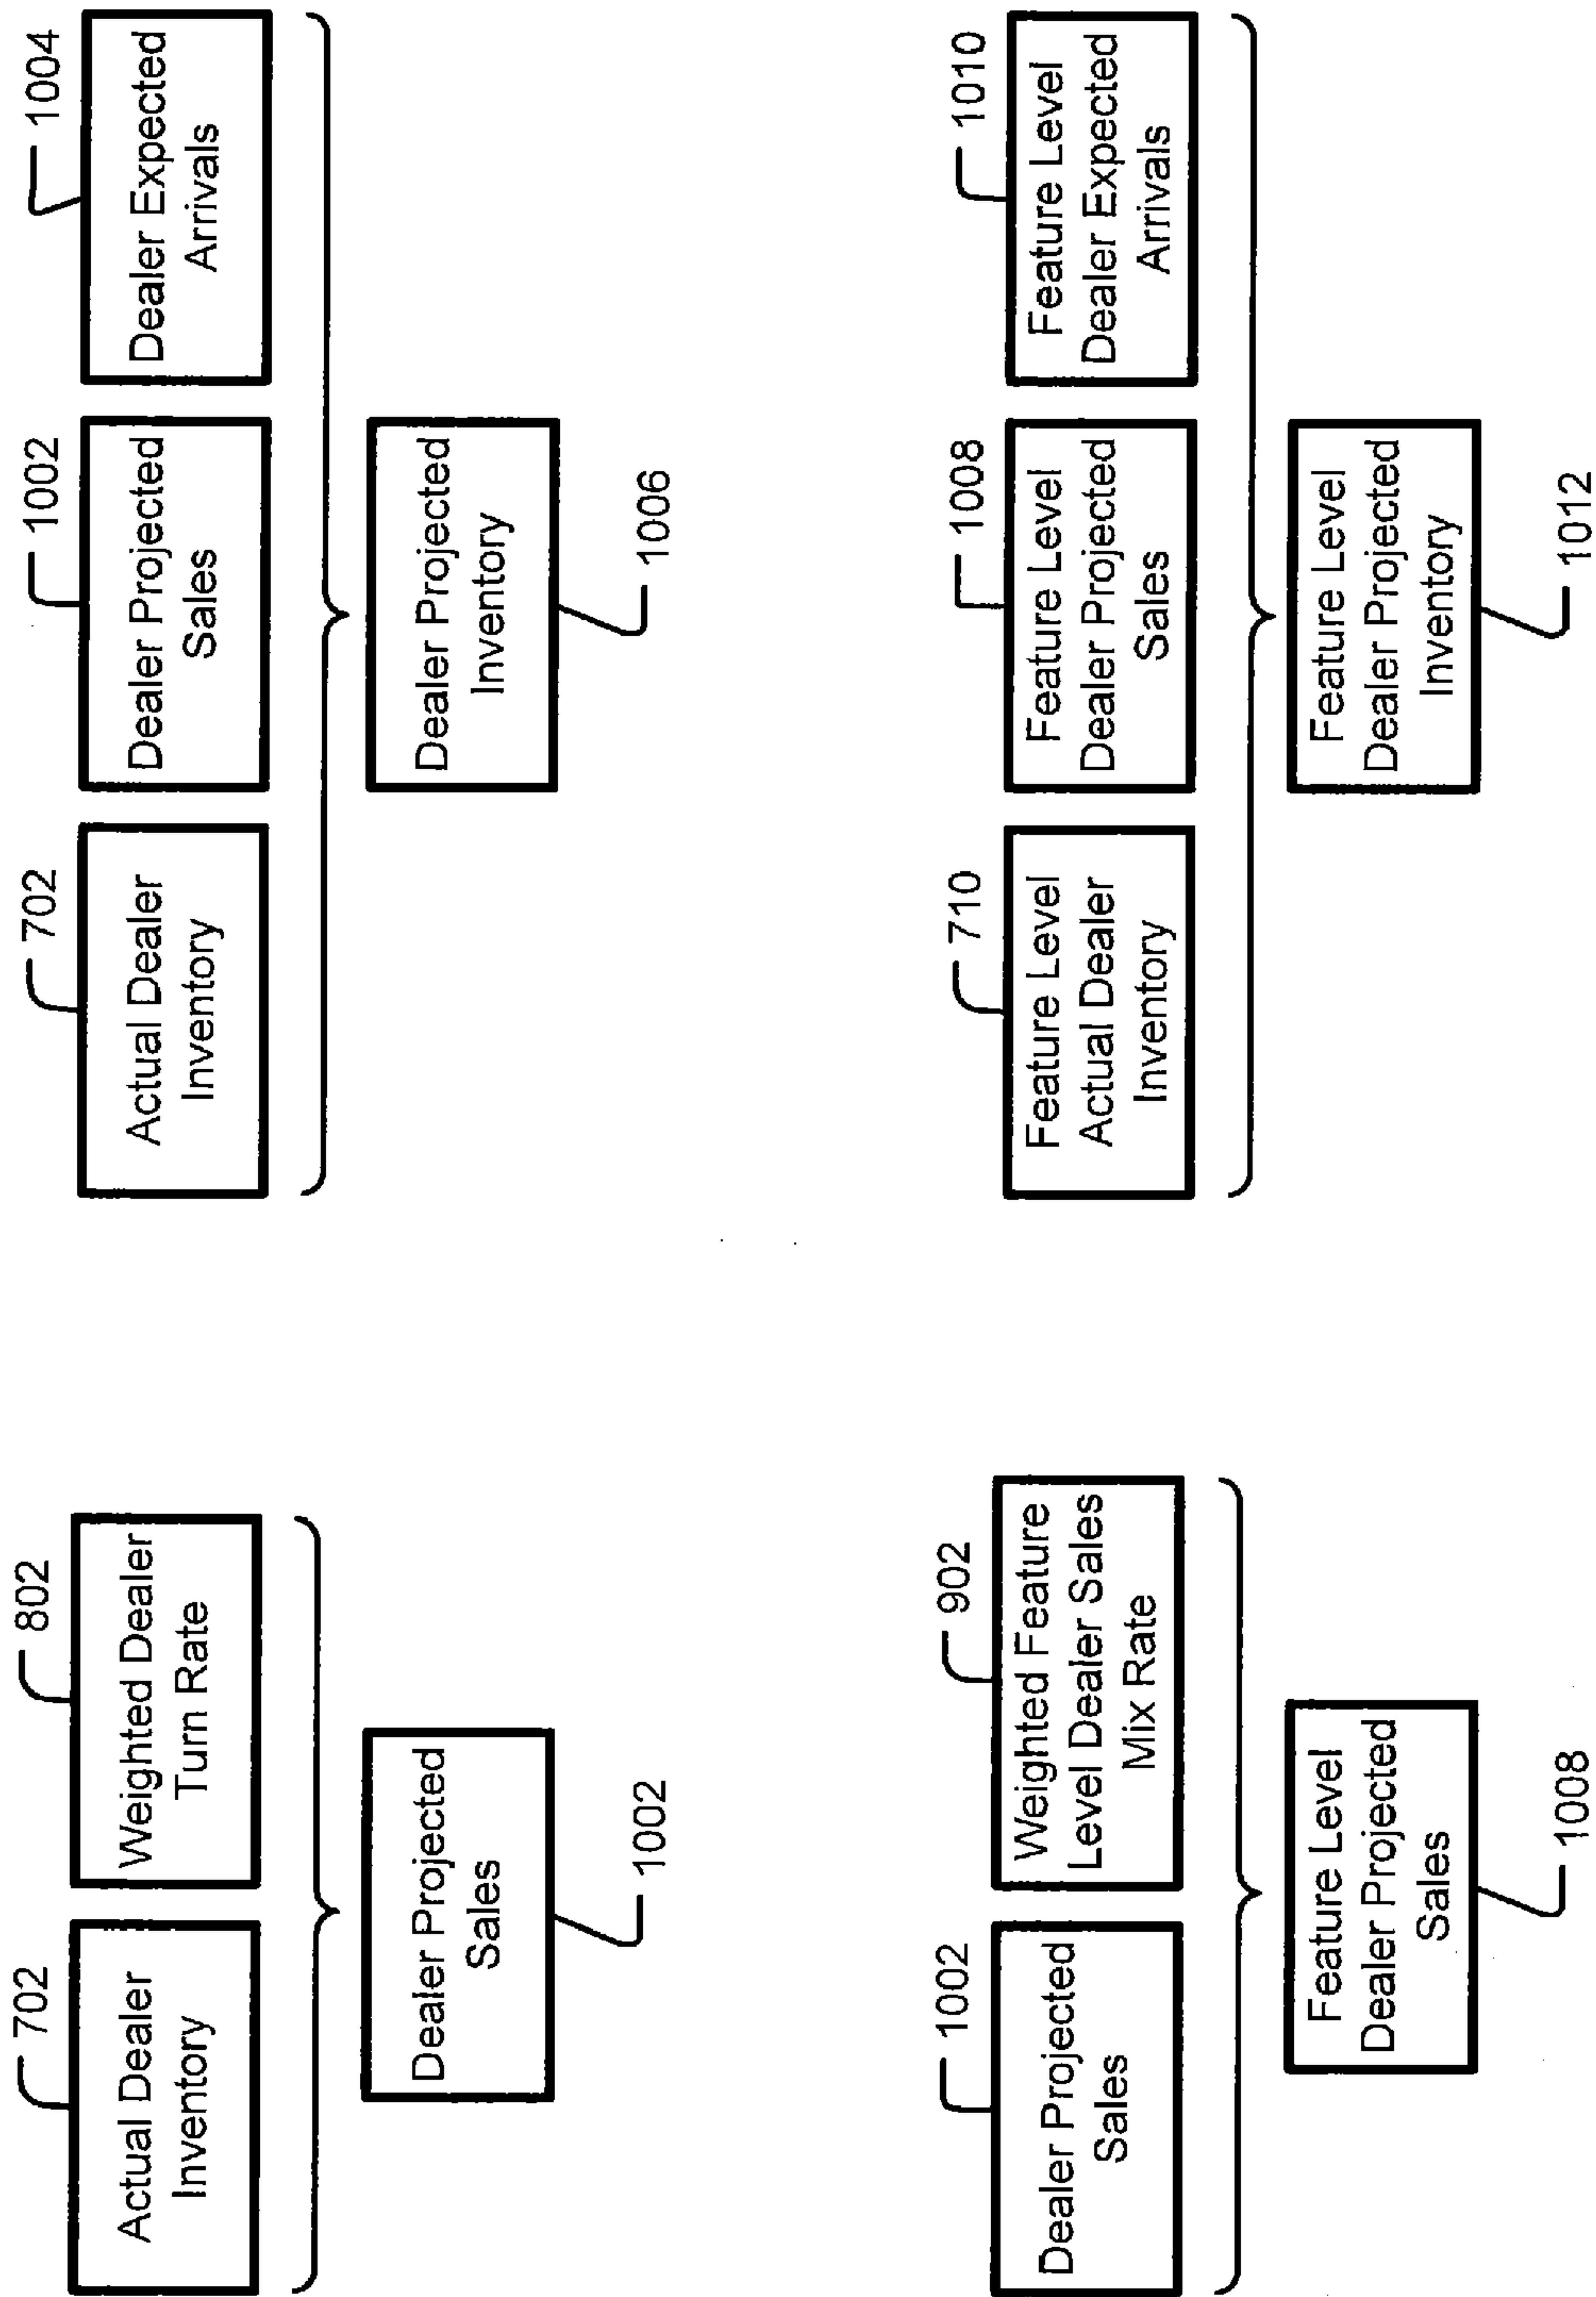 702
Actual Dealer
Inventory
802
Weighted Dealer
Turn Rate
Dealer Projected
Sales
1002
702
Actual Dealer
Inventory
1002
Dealer Projected
Sales
1004
Dealer Expected
Arrivals
Dealer Projected
Inventory
1006
1002
Dealer Projected
Sales
902
Weighted Feature
Level Dealer Sales
Mix Rate
Feature Level
Dealer Projected
Sales
1008
710
Feature Level
Actual Dealer
Inventory
1008
Feature Level
Dealer Projected
Sales
1010
Feature Level
Dealer Expected
Arrivals
Feature Level
Dealer Projected
Inventory
1012